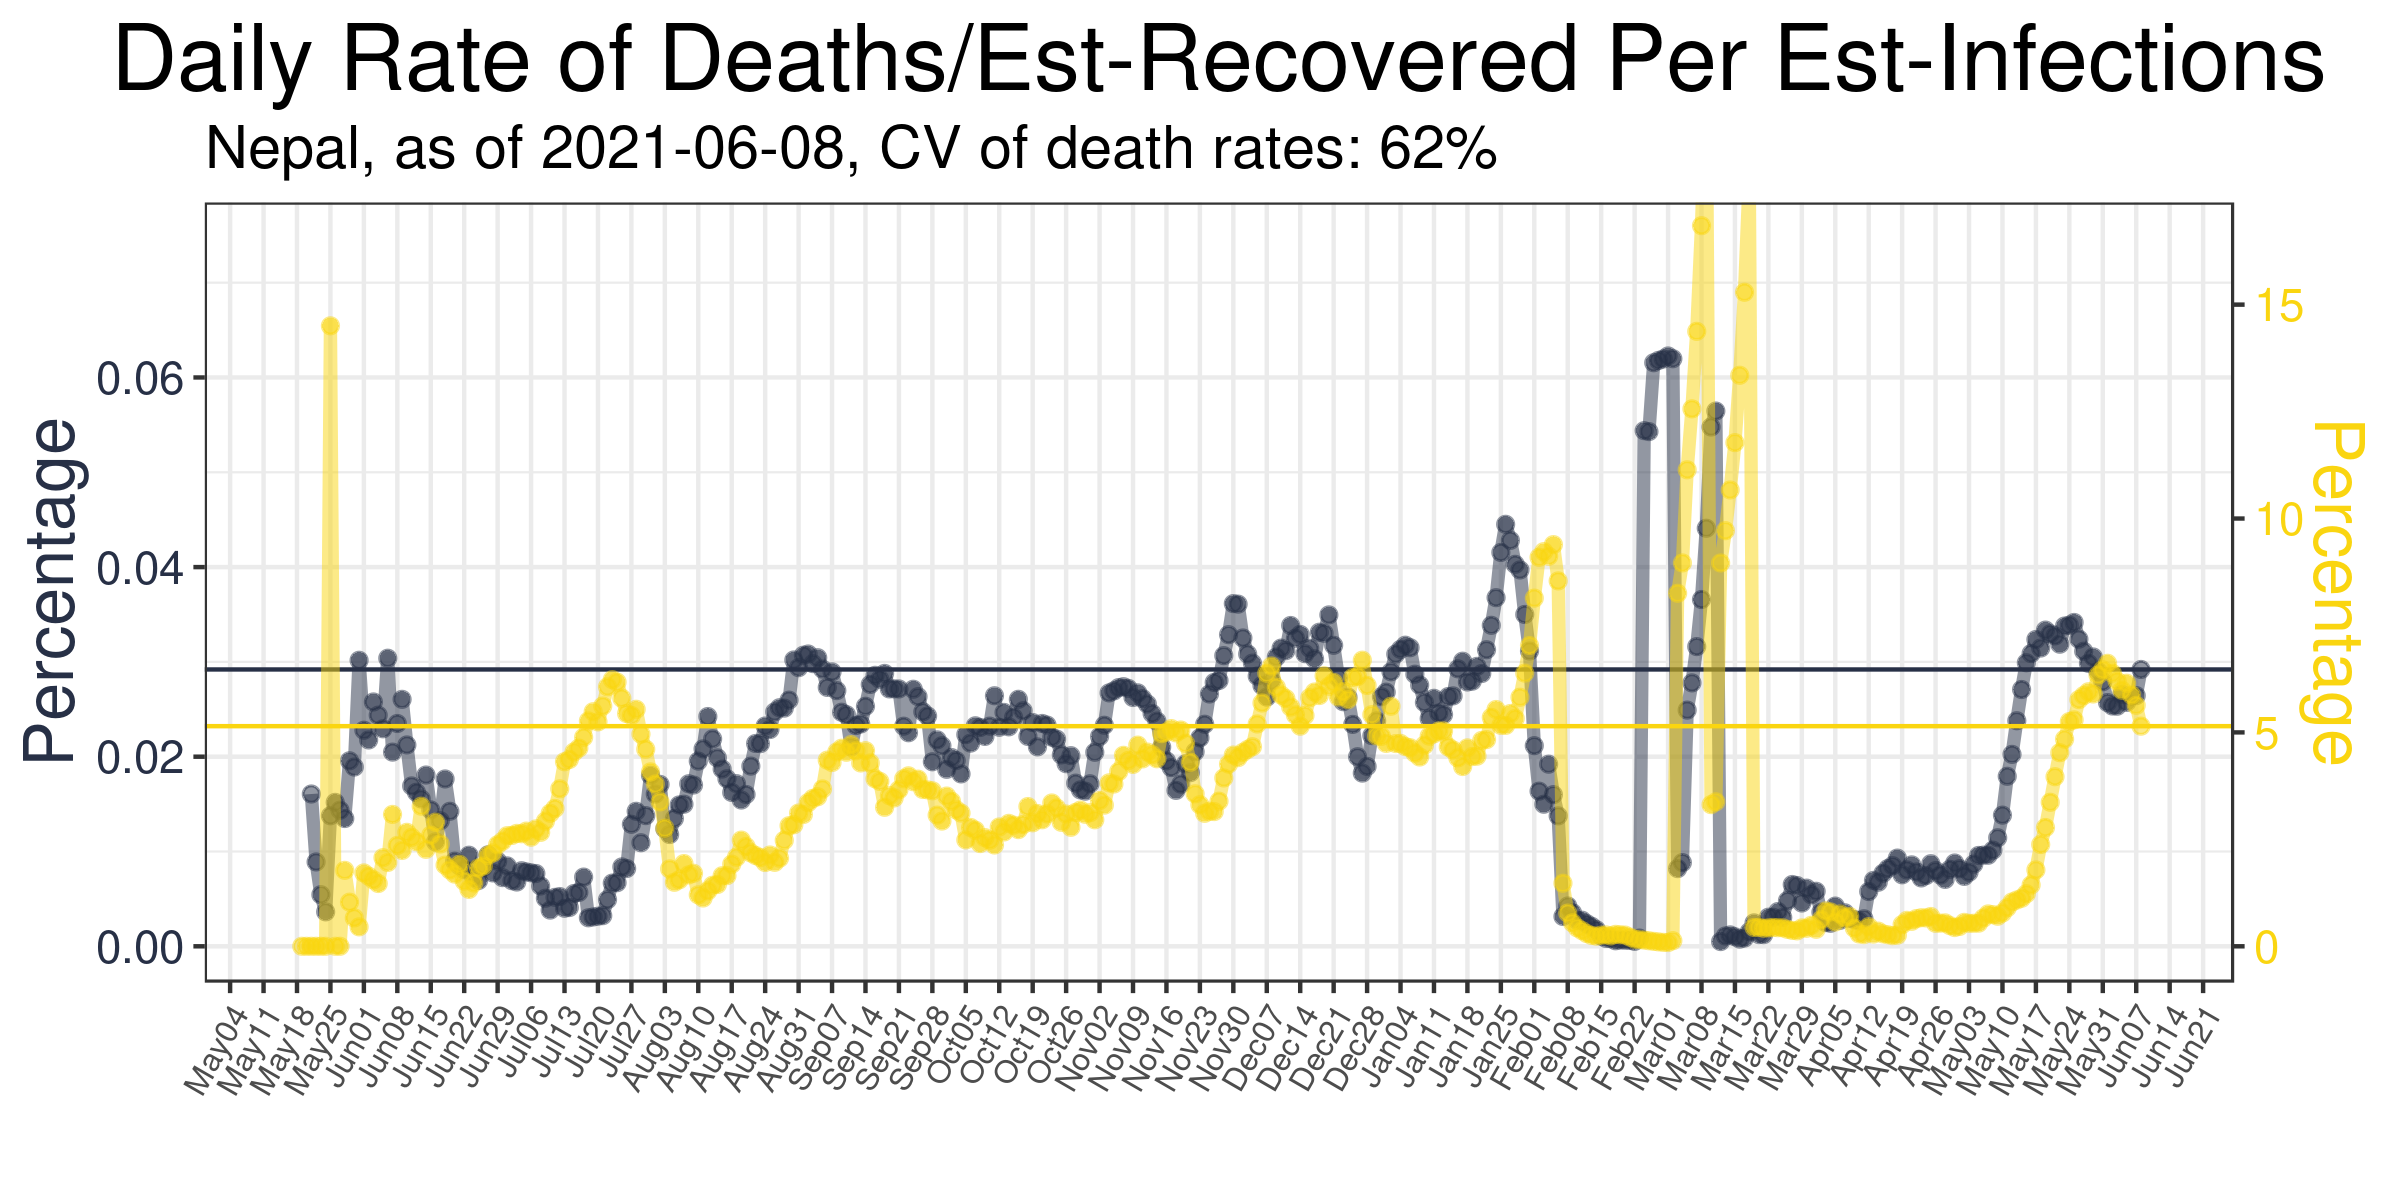 Daily Rate of Deaths/Est-Recovered Per Est-Infections
Nepal, as of 2021-06-08, CV of death rates: 62%
Percentage
0.06
0.04
0.02
0.00
15
10
5
0
Percentage
May04
May11
May18
May25
Jun01
Jun08
Jun15
Jun22
Jun29
Jul06
Jul13
Jul20
Jul27
Aug03
Aug10
Aug17
Aug24
Aug31
Sep07
Sep14
Sep21
Sep28
Oct05
Oct12
Oct19
Oct26
Nov02
Nov09
Nov16
Nov23
Nov30
Dec07
Dec14
Dec21
Dec28
Jan04
Jan11
Jan18
Jan25
Feb01
Feb08
Feb15
Feb22
Mar01
Mar08
Mar15
Mar22
Mar29
Apr05
Apr12
Apr19
Apr26
May03
May10
May17
May24
May31
Jun07
Jun14
Jun21